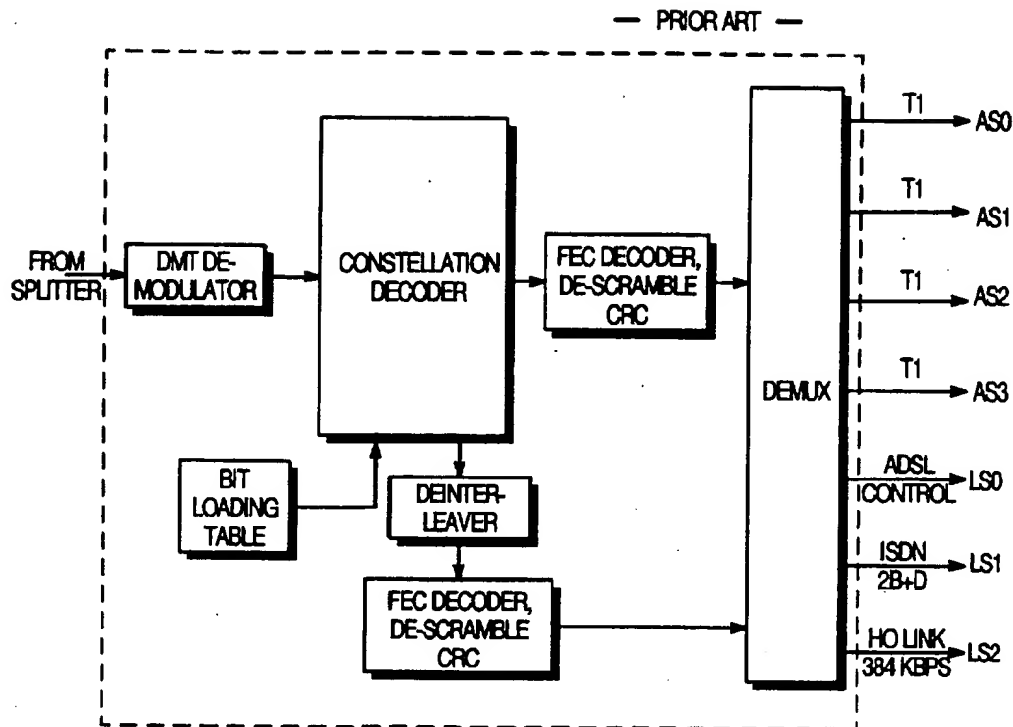 — PRIOR ART —
FROM
SPLITTER
DMT DE-
MODULATOR
CONSTELLATION
DECODER
BIT
LOADING
TABLE
DEINTER-
LEAVER
FEC DECODER,
DE-SCRAMBLE
CRC
FEC DECODER,
DE-SCRAMBLE
CRC
DEMUX
T1
AS0
T1
AS1
T1
AS2
T1
AS3
ADSL
CONTROL
LS0
ISDN
2B+D
LS1
HO LINK
384 KBPS
LS2